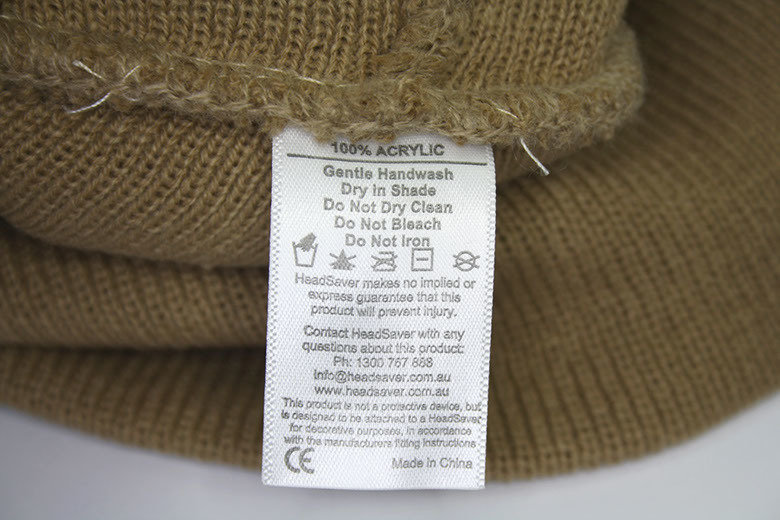 100% ACRYLIC
Gentle Handwash
Dry in Shade
Do Not Dry Clean
Do Not Bleach
Do Not Iron
HeadSaver makes no implied or
express guarantee that this
product will prevent injury.
Contact HeadSaver with any
questions about this product:
Ph: 1300 767 888
info@headsaver.com.au
www.headsaver.com.au
This product is not a protective device, but
is designed to be attached to a HeadSaver
for decorative purposes, in accordance
with the manufacturers fitting instructions
CE Made in China